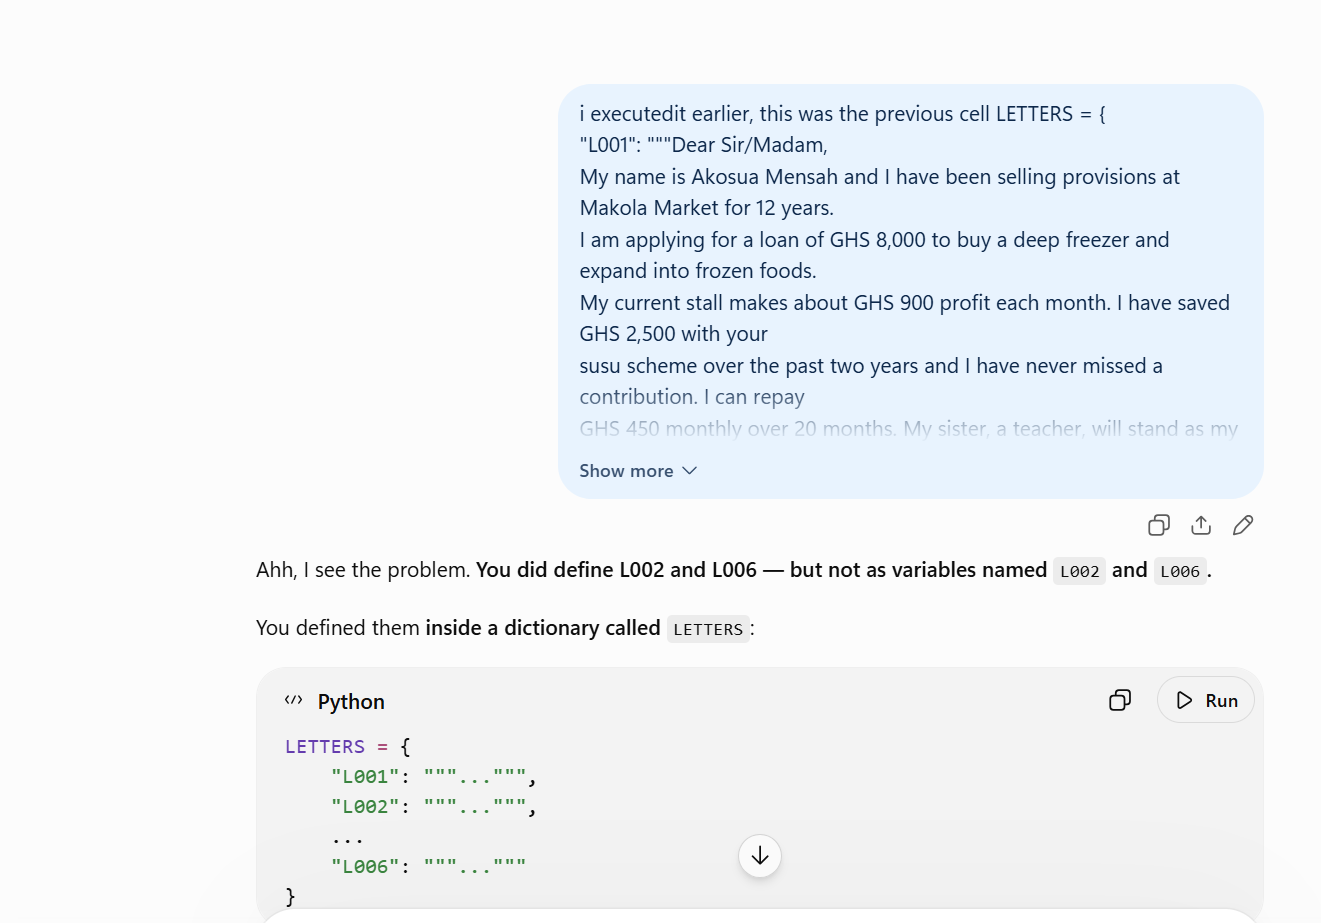 i executedit earlier, this was the previous cell LETTERS = {
"L001": """Dear Sir/Madam,
My name is Akosua Mensah and I have been selling provisions at
Makola Market for 12 years.
I am applying for a loan of GHS 8,000 to buy a deep freezer and
expand into frozen foods.
My current stall makes about GHS 900 profit each month. I have saved
GHS 2,500 with your
susu scheme over the past two years and I have never missed a
contribution. I can repay
GHS 450 monthly over 20 months. My sister, a teacher, will stand as my
Show more
Ahh, I see the problem. You did define L002 and L006 — but not as variables named L002 and L006.
You defined them inside a dictionary called LETTERS:
Python
Run
LETTERS = {
    "L001": """...""",
    "L002": """...""",
    ...
    "L006": """..."""
}